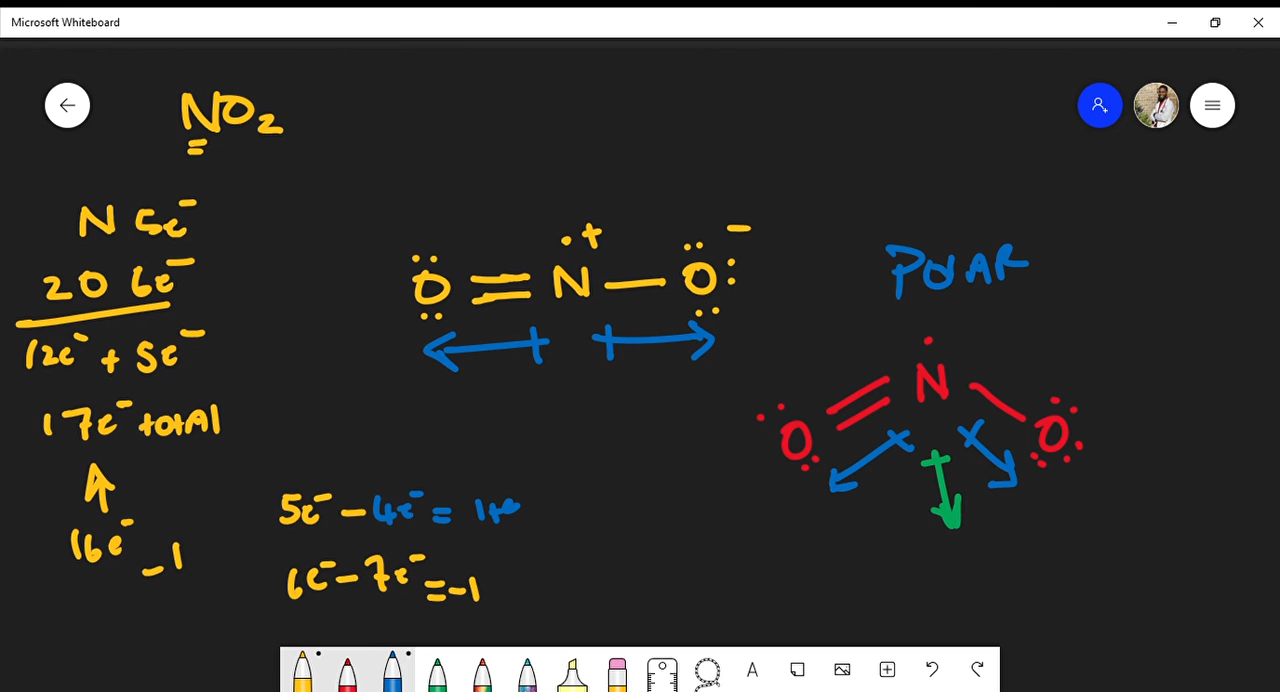 Microsoft Whiteboard
NO2
N 5e-
2O 6e-
12e- + 5e-
17e- total
16e- -1
5e- - 4e- = 1+
6e- - 7e- = -1
O = N+ — O-
POLAR
N
O O
A